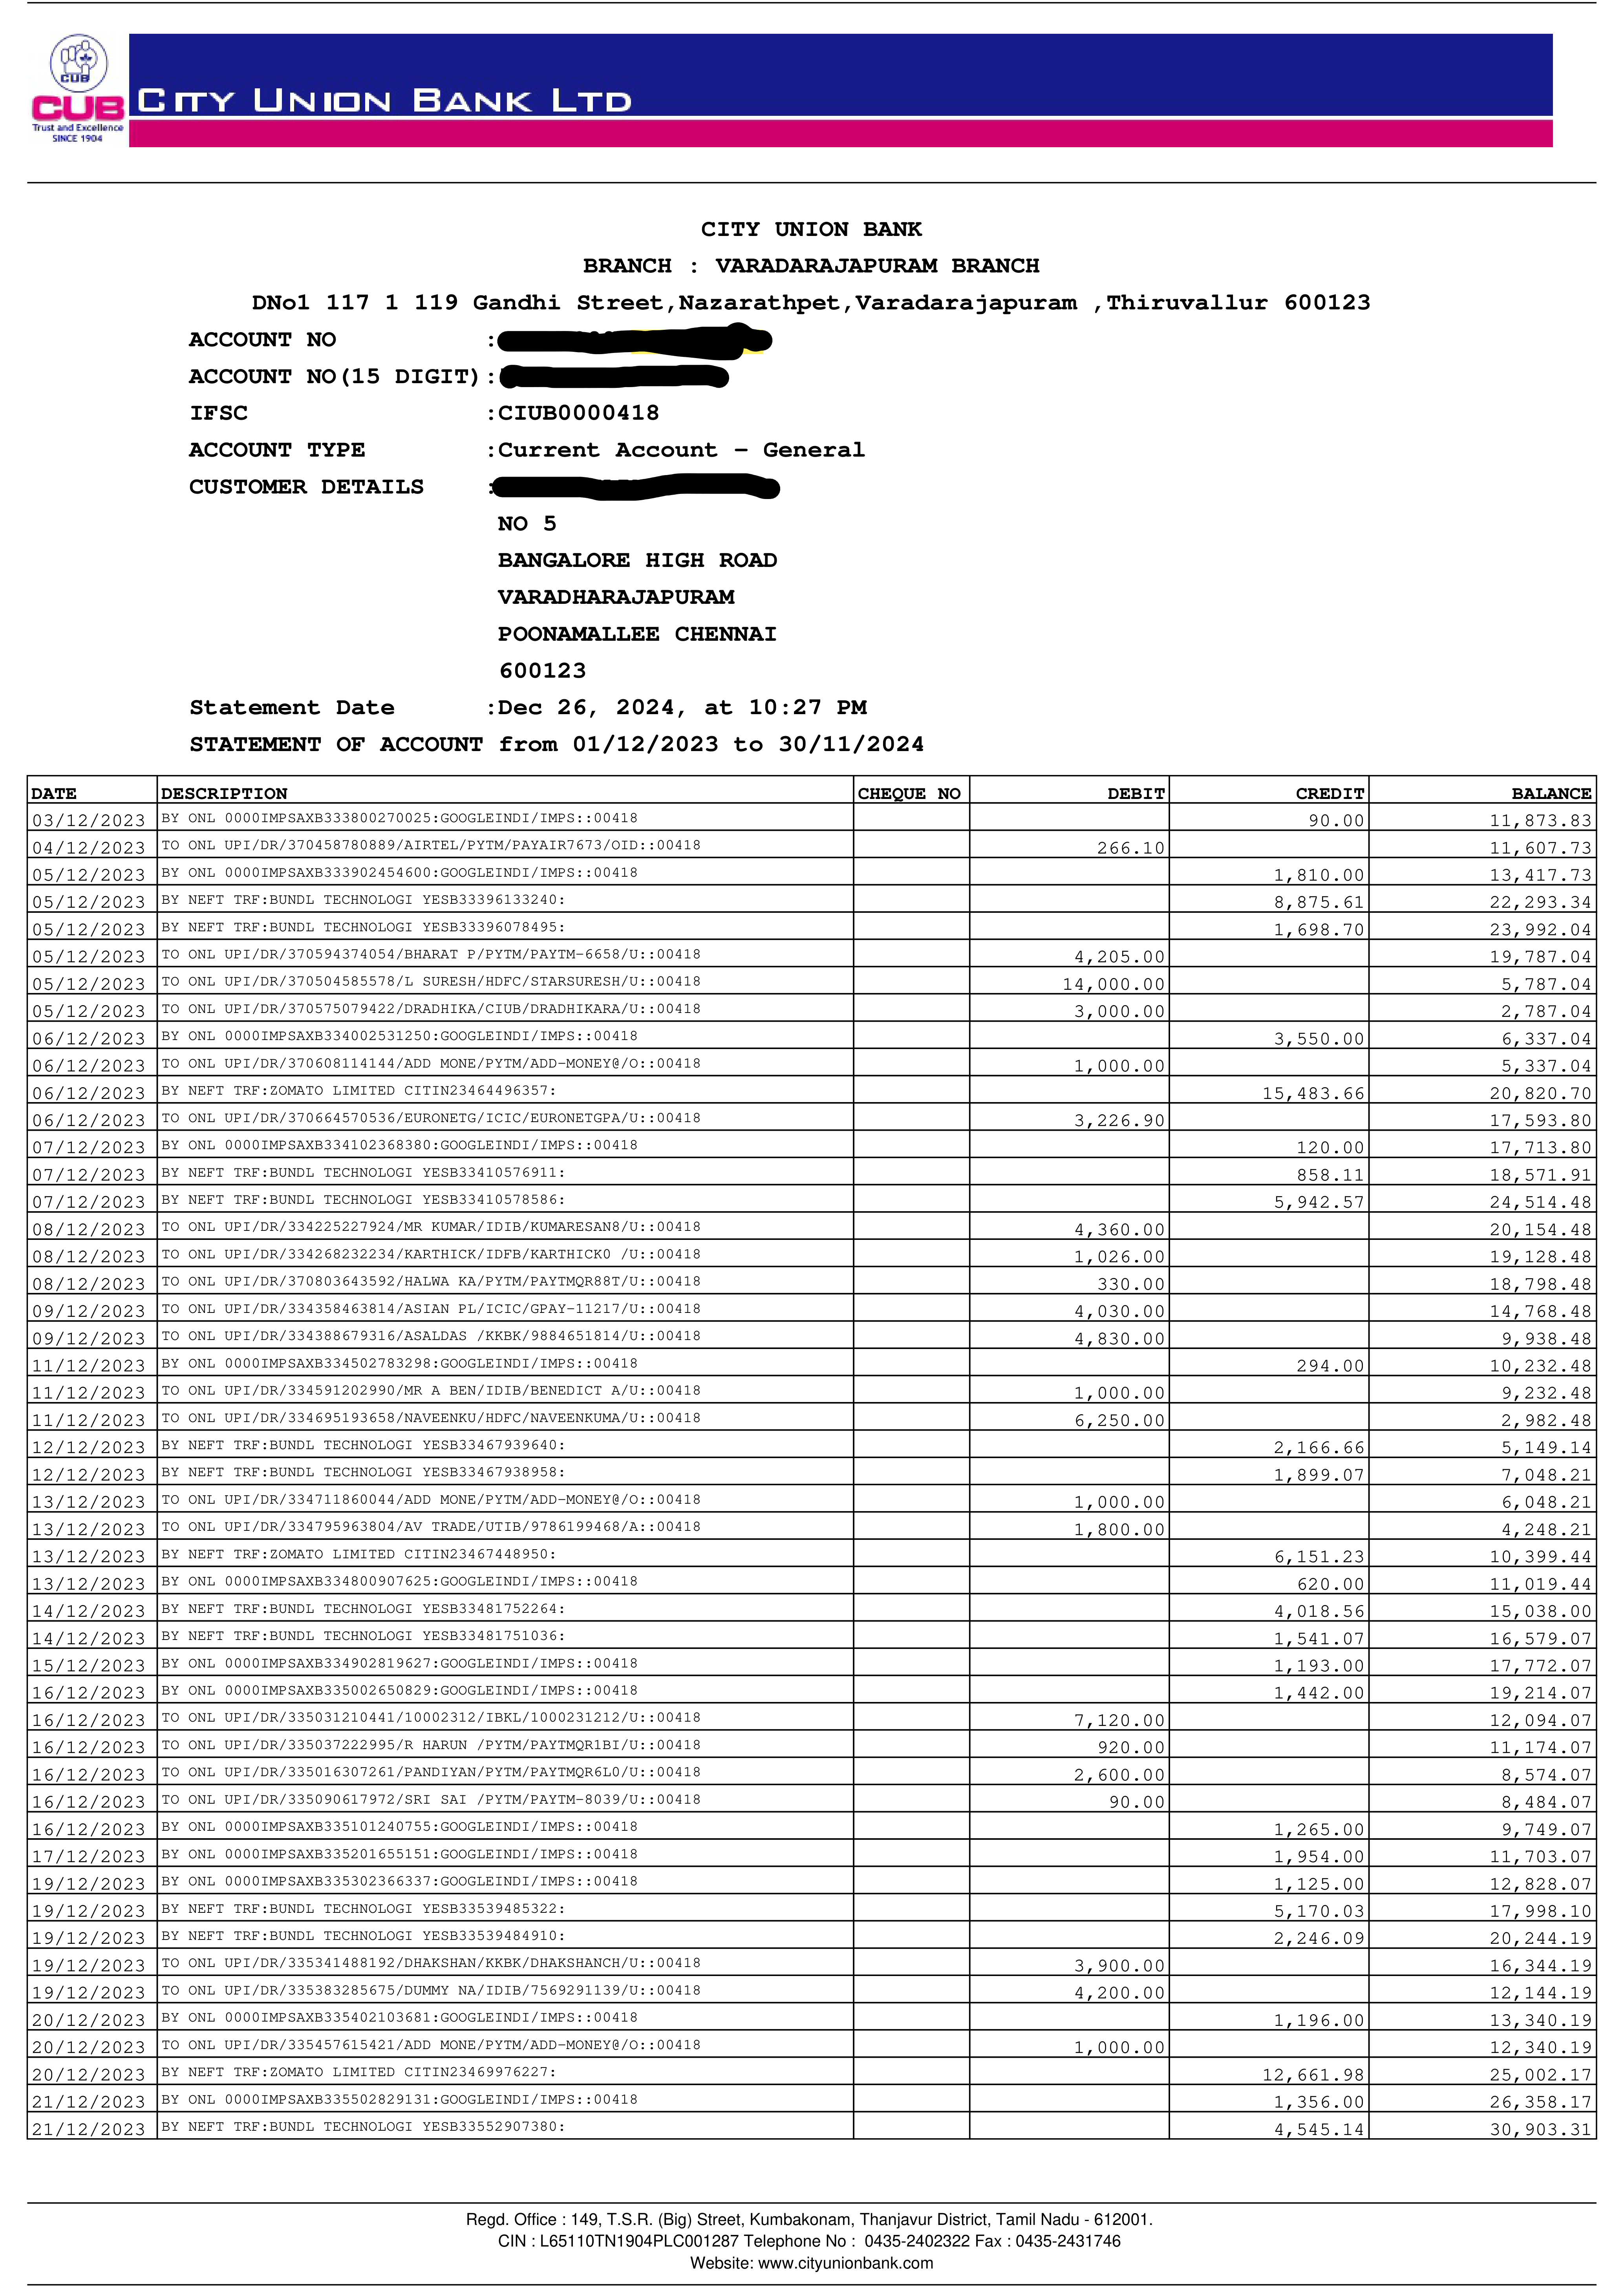 CUB
CUB
Trust and Excellence
SINCE 1904
CITY UNION BANK LTD
CITY UNION BANK
BRANCH : VARADARAJAPURAM BRANCH
DNo1 117 1 119 Gandhi Street,Nazarathpet,Varadarajapuram ,Thiruvallur 600123
ACCOUNT NO :
ACCOUNT NO(15 DIGIT) :
IFSC :CIUB0000418
ACCOUNT TYPE :Current Account - General
CUSTOMER DETAILS :
NO 5
BANGALORE HIGH ROAD
VARADHARAJAPURAM
POONAMALLEE CHENNAI
600123
Statement Date :Dec 26, 2024, at 10:27 PM
STATEMENT OF ACCOUNT from 01/12/2023 to 30/11/2024
DATE DESCRIPTION CHEQUE NO DEBIT CREDIT BALANCE
03/12/2023 BY ONL 0000IMPSAXB333800270025:GOOGLEINDI/IMPS::00418 90.00 11,873.83
04/12/2023 TO ONL UPI/DR/370458780889/AIRTEL/PYTM/PAYAIR7673/OID::00418 266.10 11,607.73
05/12/2023 BY ONL 0000IMPSAXB333902454600:GOOGLEINDI/IMPS::00418 1,810.00 13,417.73
05/12/2023 BY NEFT TRF:BUNDL TECHNOLOGI YESB33396133240: 8,875.61 22,293.34
05/12/2023 BY NEFT TRF:BUNDL TECHNOLOGI YESB33396078495: 1,698.70 23,992.04
05/12/2023 TO ONL UPI/DR/370594374054/BHARAT P/PYTM/PAYTM-6658/U::00418 4,205.00 19,787.04
05/12/2023 TO ONL UPI/DR/370504585578/L SURESH/HDFC/STARSURESH/U::00418 14,000.00 5,787.04
05/12/2023 TO ONL UPI/DR/370575079422/DRADHIKA/CIUB/DRADHIKARA/U::00418 3,000.00 2,787.04
06/12/2023 BY ONL 0000IMPSAXB334002531250:GOOGLEINDI/IMPS::00418 3,550.00 6,337.04
06/12/2023 TO ONL UPI/DR/370608114144/ADD MONE/PYTM/ADD-MONEY@/O::00418 1,000.00 5,337.04
06/12/2023 BY NEFT TRF:ZOMATO LIMITED CITIN23464496357: 15,483.66 20,820.70
06/12/2023 TO ONL UPI/DR/370664570536/EURONETG/ICIC/EURONETGPA/U::00418 3,226.90 17,593.80
07/12/2023 BY ONL 0000IMPSAXB334102368380:GOOGLEINDI/IMPS::00418 120.00 17,713.80
07/12/2023 BY NEFT TRF:BUNDL TECHNOLOGI YESB33410576911: 858.11 18,571.91
07/12/2023 BY NEFT TRF:BUNDL TECHNOLOGI YESB33410578586: 5,942.57 24,514.48
08/12/2023 TO ONL UPI/DR/334225227924/MR KUMAR/IDIB/KUMARESAN8/U::00418 4,360.00 20,154.48
08/12/2023 TO ONL UPI/DR/334268232234/KARTHICK/IDFB/KARTHICK0 /U::00418 1,026.00 19,128.48
08/12/2023 TO ONL UPI/DR/370803643592/HALWA KA/PYTM/PAYTMQR88T/U::00418 330.00 18,798.48
09/12/2023 TO ONL UPI/DR/334358463814/ASIAN PL/ICIC/GPAY-11217/U::00418 4,030.00 14,768.48
09/12/2023 TO ONL UPI/DR/334388679316/ASALDAS /KKBK/9884651814/U::00418 4,830.00 9,938.48
11/12/2023 BY ONL 0000IMPSAXB334502783298:GOOGLEINDI/IMPS::00418 294.00 10,232.48
11/12/2023 TO ONL UPI/DR/334591202990/MR A BEN/IDIB/BENEDICT A/U::00418 1,000.00 9,232.48
11/12/2023 TO ONL UPI/DR/334695193658/NAVEENKU/HDFC/NAVEENKUMA/U::00418 6,250.00 2,982.48
12/12/2023 BY NEFT TRF:BUNDL TECHNOLOGI YESB33467939640: 2,166.66 5,149.14
12/12/2023 BY NEFT TRF:BUNDL TECHNOLOGI YESB33467938958: 1,899.07 7,048.21
13/12/2023 TO ONL UPI/DR/334711860044/ADD MONE/PYTM/ADD-MONEY@/O::00418 1,000.00 6,048.21
13/12/2023 TO ONL UPI/DR/334795963804/AV TRADE/UTIB/9786199468/A::00418 1,800.00 4,248.21
13/12/2023 BY NEFT TRF:ZOMATO LIMITED CITIN23467448950: 6,151.23 10,399.44
13/12/2023 BY ONL 0000IMPSAXB334800907625:GOOGLEINDI/IMPS::00418 620.00 11,019.44
14/12/2023 BY NEFT TRF:BUNDL TECHNOLOGI YESB33481752264: 4,018.56 15,038.00
14/12/2023 BY NEFT TRF:BUNDL TECHNOLOGI YESB33481751036: 1,541.07 16,579.07
15/12/2023 BY ONL 0000IMPSAXB334902819627:GOOGLEINDI/IMPS::00418 1,193.00 17,772.07
16/12/2023 BY ONL 0000IMPSAXB335002650829:GOOGLEINDI/IMPS::00418 1,442.00 19,214.07
16/12/2023 TO ONL UPI/DR/335031210441/10002312/IBKL/1000231212/U::00418 7,120.00 12,094.07
16/12/2023 TO ONL UPI/DR/335037222995/R HARUN /PYTM/PAYTMQR1BI/U::00418 920.00 11,174.07
16/12/2023 TO ONL UPI/DR/335016307261/PANDIYAN/PYTM/PAYTMQR6L0/U::00418 2,600.00 8,574.07
16/12/2023 TO ONL UPI/DR/335090617972/SRI SAI /PYTM/PAYTM-8039/U::00418 90.00 8,484.07
16/12/2023 BY ONL 0000IMPSAXB335101240755:GOOGLEINDI/IMPS::00418 1,265.00 9,749.07
17/12/2023 BY ONL 0000IMPSAXB335201655151:GOOGLEINDI/IMPS::00418 1,954.00 11,703.07
19/12/2023 BY ONL 0000IMPSAXB335302366337:GOOGLEINDI/IMPS::00418 1,125.00 12,828.07
19/12/2023 BY NEFT TRF:BUNDL TECHNOLOGI YESB33539485322: 5,170.03 17,998.10
19/12/2023 BY NEFT TRF:BUNDL TECHNOLOGI YESB33539484910: 2,246.09 20,244.19
19/12/2023 TO ONL UPI/DR/335341488192/DHAKSHAN/KKBK/DHAKSHANCH/U::00418 3,900.00 16,344.19
19/12/2023 TO ONL UPI/DR/335383285675/DUMMY NA/IDIB/7569291139/U::00418 4,200.00 12,144.19
20/12/2023 BY ONL 0000IMPSAXB335402103681:GOOGLEINDI/IMPS::00418 1,196.00 13,340.19
20/12/2023 TO ONL UPI/DR/335457615421/ADD MONE/PYTM/ADD-MONEY@/O::00418 1,000.00 12,340.19
20/12/2023 BY NEFT TRF:ZOMATO LIMITED CITIN23469976227: 12,661.98 25,002.17
21/12/2023 BY ONL 0000IMPSAXB335502829131:GOOGLEINDI/IMPS::00418 1,356.00 26,358.17
21/12/2023 BY NEFT TRF:BUNDL TECHNOLOGI YESB33552907380: 4,545.14 30,903.31
Regd. Office : 149, T.S.R. (Big) Street, Kumbakonam, Thanjavur District, Tamil Nadu - 612001.
CIN : L65110TN1904PLC001287 Telephone No : 0435-2402322 Fax : 0435-2431746
Website: www.cityunionbank.com